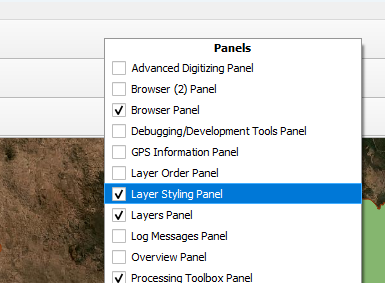 Panels
Advanced Digitizing Panel
Browser (2) Panel
Browser Panel
Debugging/Development Tools Panel
GPS Information Panel
Layer Order Panel
Layer Styling Panel
Layers Panel
Log Messages Panel
Overview Panel
Processing Toolbox Panel